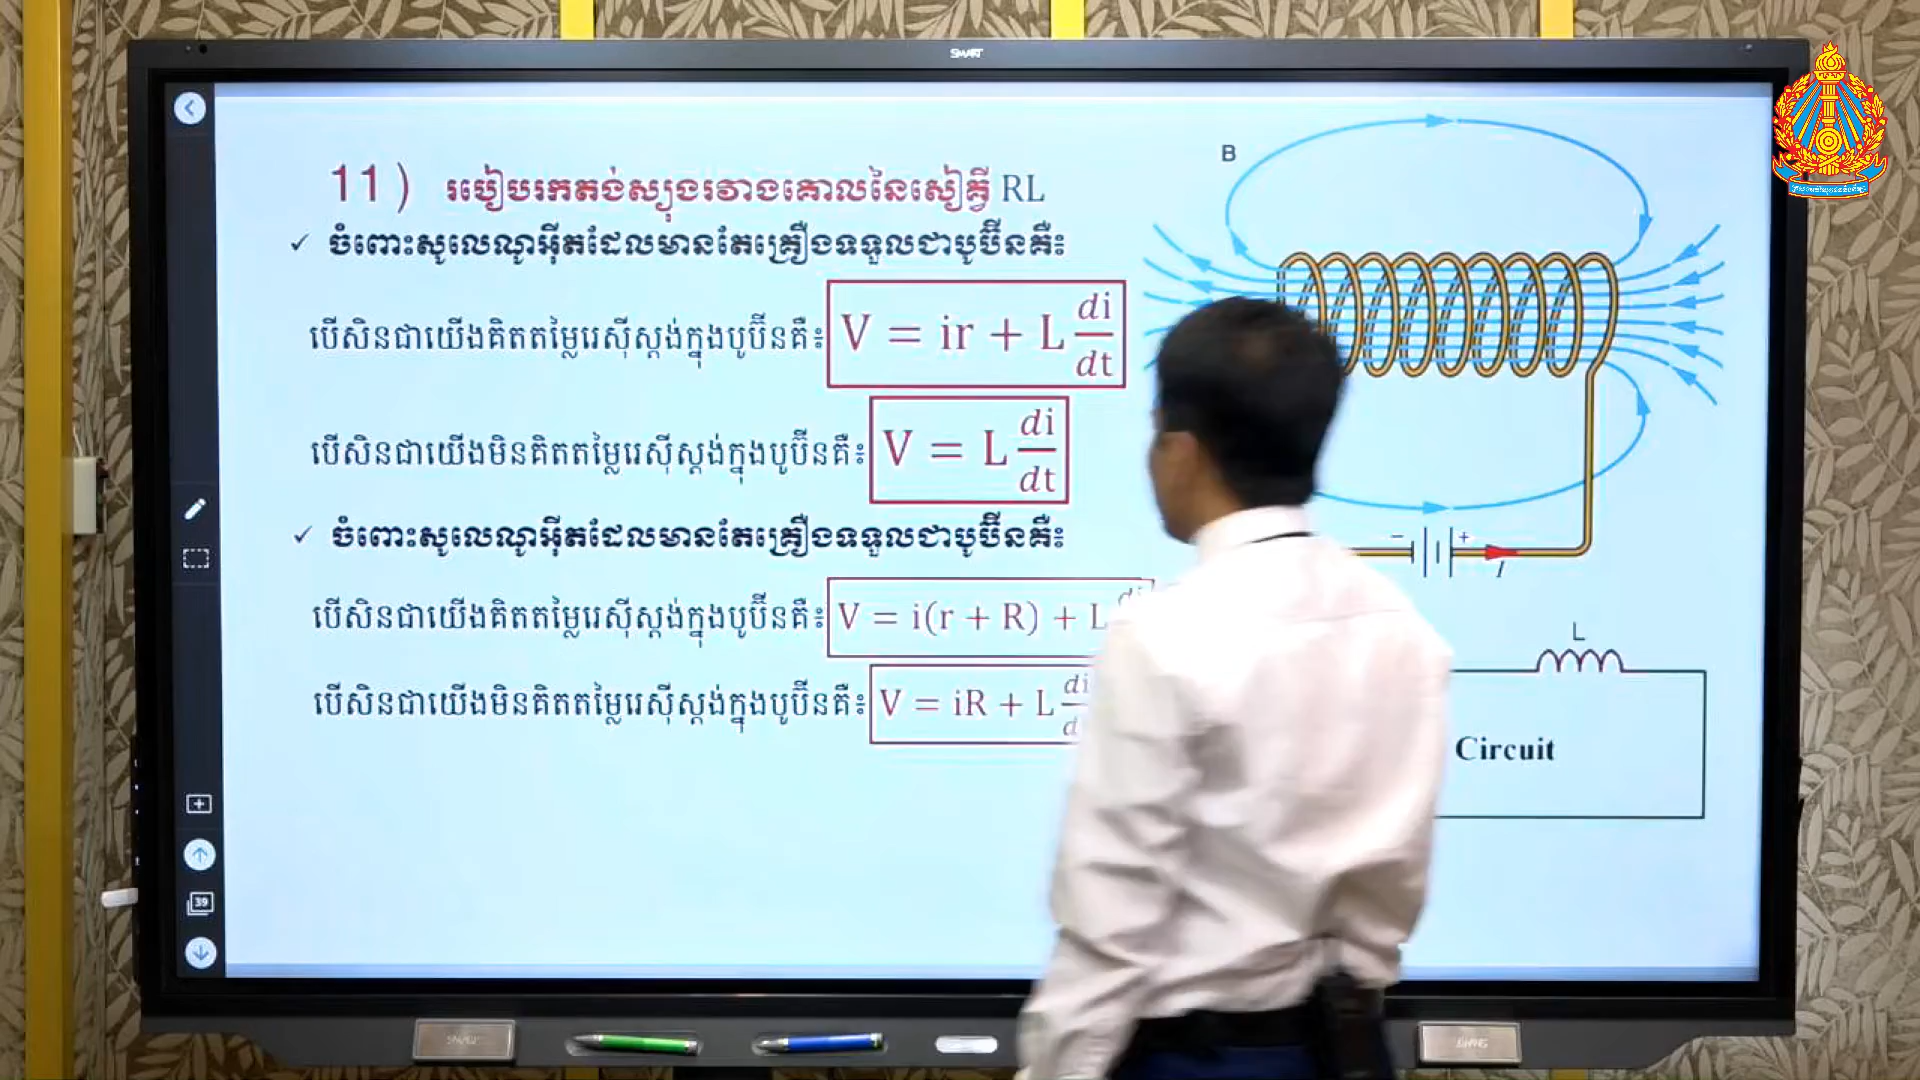 SMART
11) របៀបរកតង់ស្យុងរវាងគោលនៃសៀគ្វី RL
✓ ចំពោះសូលេណូអ៊ីតដែលមានតែគ្រឿងទទួលជាបូប៊ីនគឺ៖
បើសិនជាយើងគិតតម្លៃរេស៊ីស្តង់ក្នុងបូប៊ីនគឺ៖ V = ir + L di/dt
បើសិនជាយើងមិនគិតតម្លៃរេស៊ីស្តង់ក្នុងបូប៊ីនគឺ៖ V = L di/dt
✓ ចំពោះសូលេណូអ៊ីតដែលមានតែគ្រឿងទទួលជាបូប៊ីនគឺ៖
បើសិនជាយើងគិតតម្លៃរេស៊ីស្តង់ក្នុងបូប៊ីនគឺ៖ V = i(r + R) + L di
បើសិនជាយើងមិនគិតតម្លៃរេស៊ីស្តង់ក្នុងបូប៊ីនគឺ៖ V = iR + L di/d
B
− +
I
L
Circuit
39